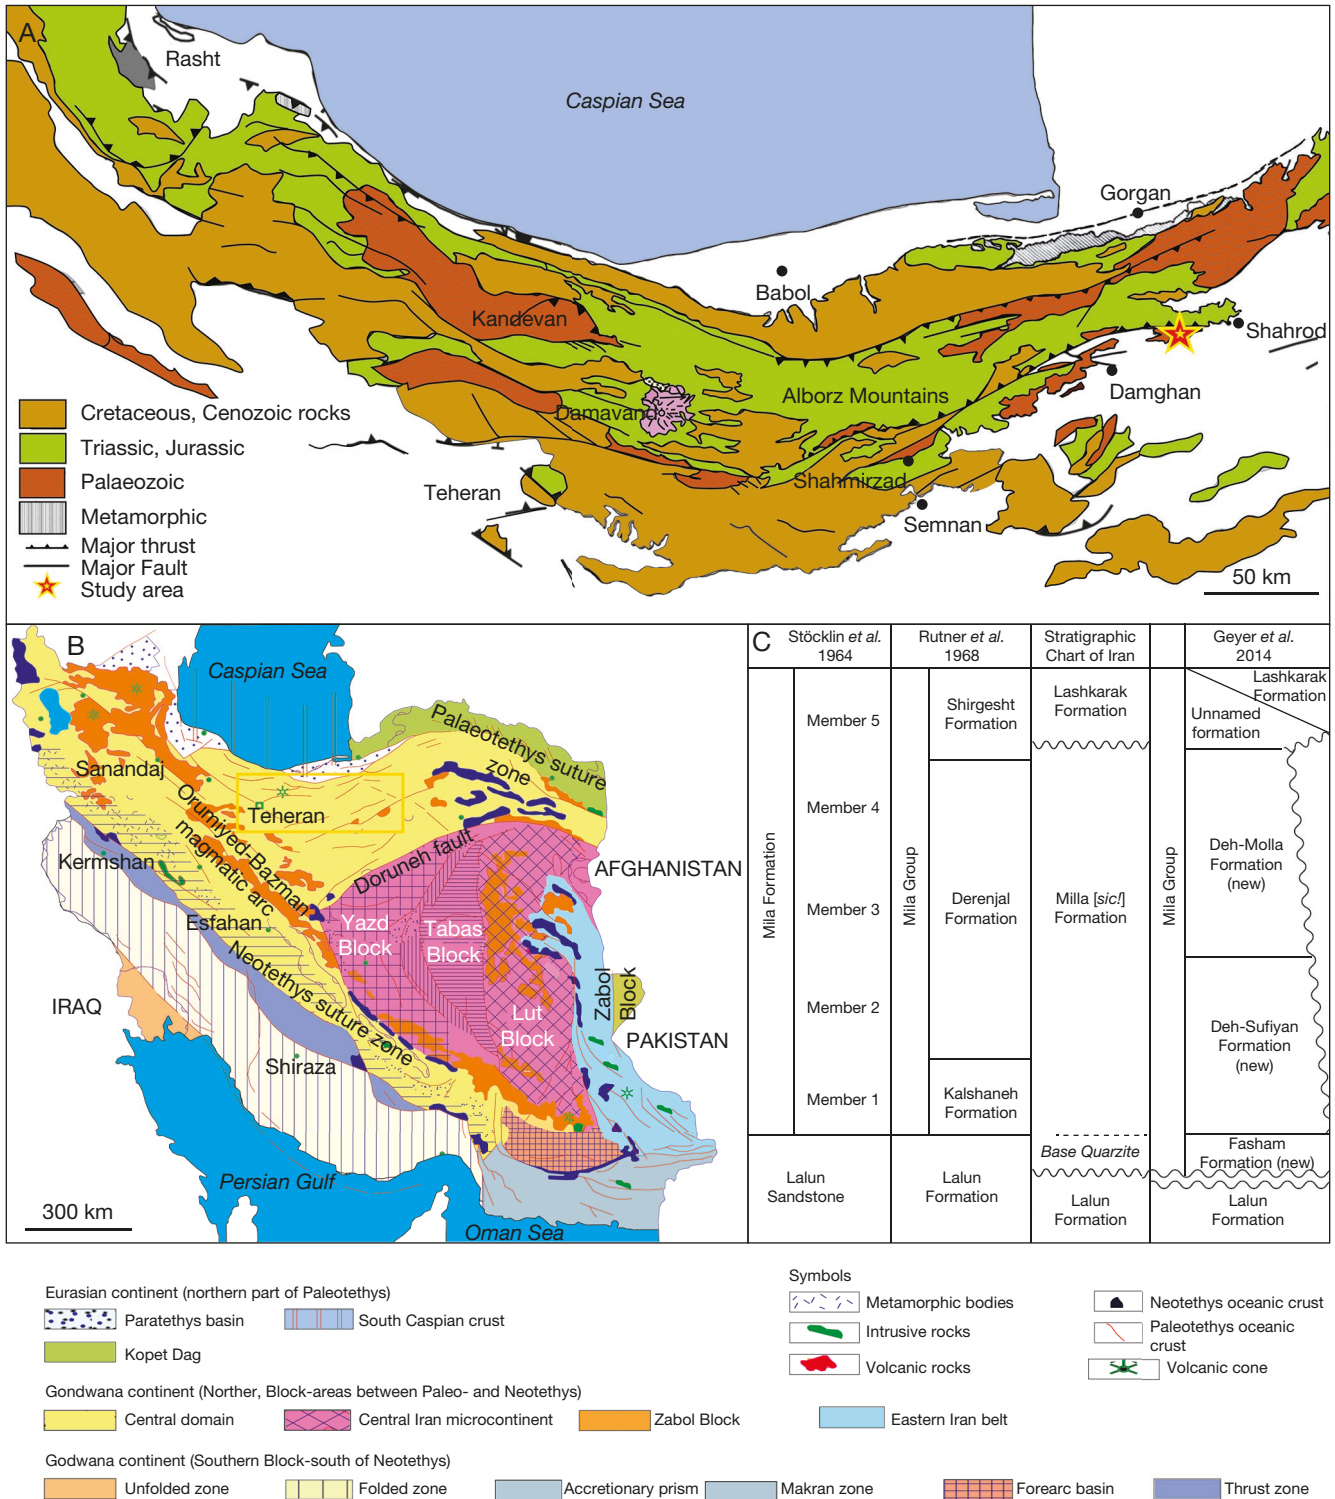 A
Rasht
Caspian Sea
Gorgan
Babol
Kandevan
Shahrod
Alborz Mountains
Damavand
Damghan
Teheran
Shahmirzad
Semnan
Cretaceous, Cenozoic rocks
Triassic, Jurassic
Palaeozoic
Metamorphic
Major thrust
Major Fault
Study area
50 km
B
Caspian Sea
Palaeotethys suture
zone
Sanandaj
Teheran
Orumiyed-Bazman
magmatic arc
Doruneh fault
Kermshan
AFGHANISTAN
Esfahan
Yazd
Block
Tabas
Block
Neotethys suture zone
Zabol
Block
IRAQ
Lut
Block
PAKISTAN
Shiraza
Persian Gulf
300 km
Oman Sea
C
Stöcklin et al.
1964
Rutner et al.
1968
Stratigraphic
Chart of Iran
Geyer et al.
2014
Mila Formation
Member 5
Member 4
Member 3
Member 2
Member 1
Lalun
Sandstone
Mila Group
Shirgesht
Formation
Derenjal
Formation
Kalshaneh
Formation
Lalun
Formation
Lashkarak
Formation
Milla [sic!]
Formation
Base Quarzite
Lalun
Formation
Mila Group
Lashkarak
Formation
Unnamed
formation
Deh-Molla
Formation
(new)
Deh-Sufiyan
Formation
(new)
Fasham
Formation (new)
Lalun
Formation
Eurasian continent (northern part of Paleotethys)
Paratethys basin
South Caspian crust
Kopet Dag
Symbols
Metamorphic bodies
Intrusive rocks
Volcanic rocks
Neotethys oceanic crust
Paleotethys oceanic
crust
Volcanic cone
Gondwana continent (Norther, Block-areas between Paleo- and Neotethys)
Central domain
Central Iran microcontinent
Zabol Block
Eastern Iran belt
Godwana continent (Southern Block-south of Neotethys)
Unfolded zone
Folded zone
Accretionary prism
Makran zone
Forearc basin
Thrust zone